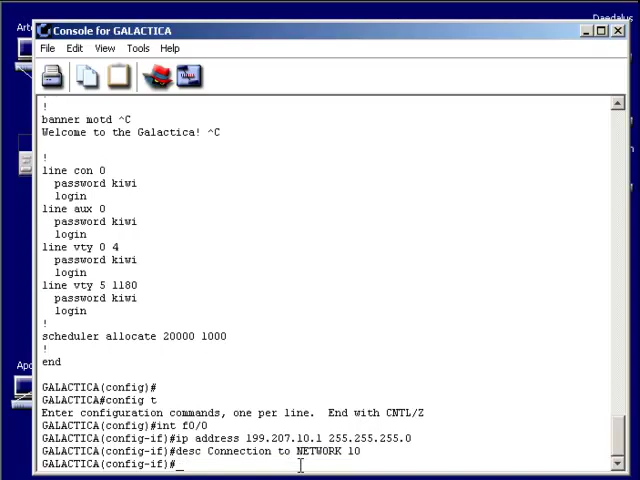 Daedalus
Arte
Console for GALACTICA
File Edit View Tools Help
!
banner motd ^C
Welcome to the Galactica! ^C
!
line con 0
password kiwi
login
line aux 0
password kiwi
login
line vty 0 4
password kiwi
login
line vty 5 1180
password kiwi
login
!
scheduler allocate 20000 1000
!
end
Apo
GALACTICA(config)#
GALACTICA#config t
Enter configuration commands, one per line. End with CNTL/Z
GALACTICA(config)#int f0/0
GALACTICA(config-if)#ip address 199.207.10.1 255.255.255.0
GALACTICA(config-if)#desc Connection to NETWORK 10
GALACTICA(config-if)#_